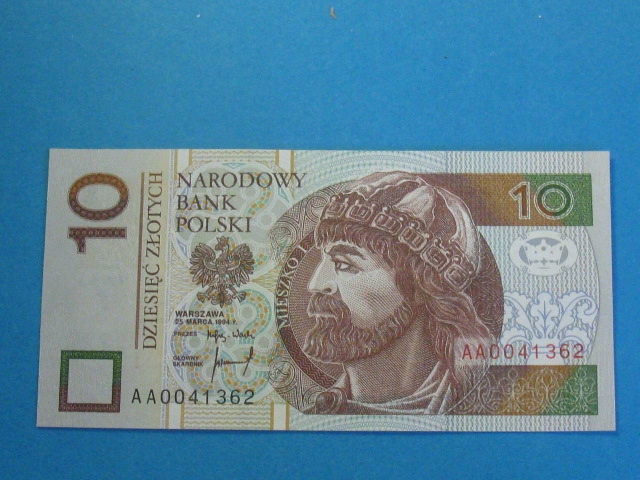 10
DZIESIĘĆ ZŁOTYCH
NARODOWY
BANK
POLSKI
MIESZKO I
10
WARSZAWA
25 MARCA 1994 r.
PREZES
GŁÓWNY
SKARBNIK
AA0041362
AA0041362